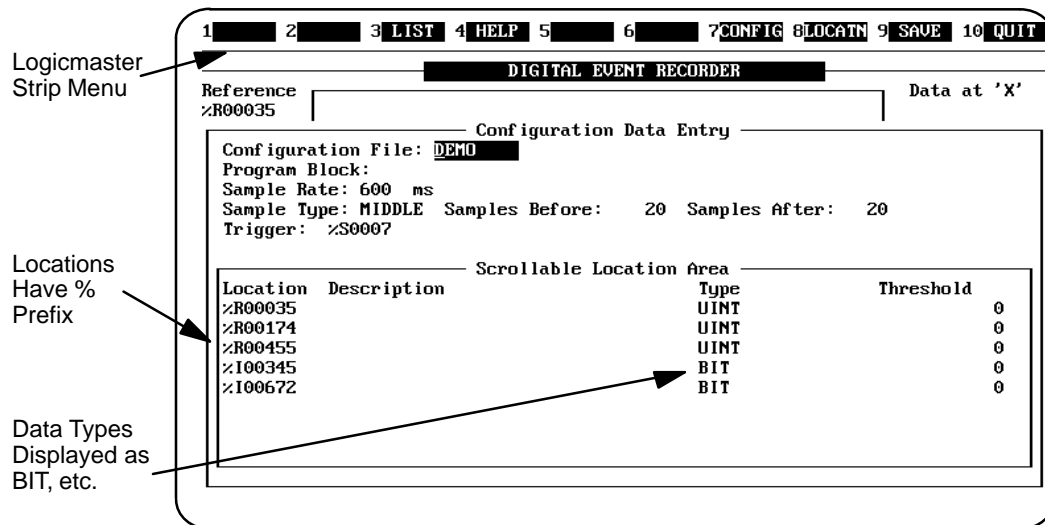 1 2 3 LIST 4 HELP 5 6 7CONFIG 8LOCATN 9 SAVE 10 QUIT
Logicmaster
Strip Menu
DIGITAL EVENT RECORDER
Reference Data at 'X'
%R00035
Configuration Data Entry
Configuration File: DEMO
Program Block:
Sample Rate: 600 ms
Sample Type: MIDDLE Samples Before: 20 Samples After: 20
Trigger: %S0007
Locations
Have %
Prefix
Scrollable Location Area
Location Description Type Threshold
%R00035 UINT 0
%R00174 UINT 0
%R00455 UINT 0
%I00345 BIT 0
%I00672 BIT 0
Data Types
Displayed as
BIT, etc.